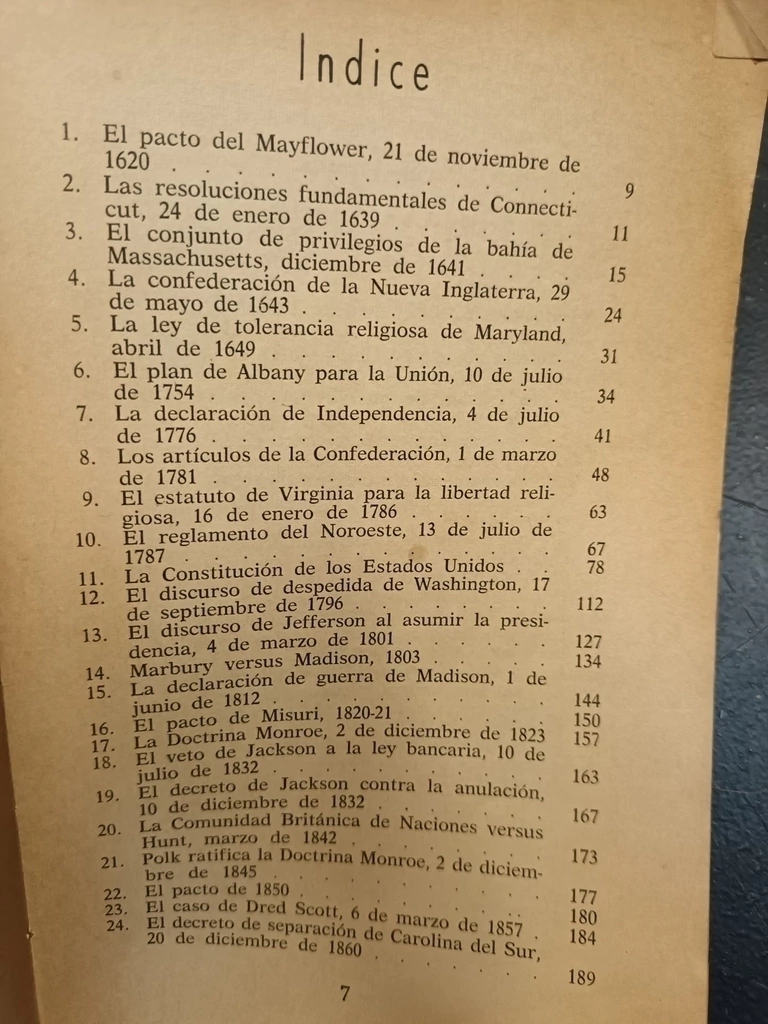 Indice
1. El pacto del Mayflower, 21 de noviembre de
1620 . . . . . . . . . . . . 9
2. Las resoluciones fundamentales de Connecti-
cut, 24 de enero de 1639 . . . . . . 11
3. El conjunto de privilegios de la bahía de
Massachusetts, diciembre de 1641 . . . 15
4. La confederación de la Nueva Inglaterra, 29
de mayo de 1643 . . . . . . . . . 24
5. La ley de tolerancia religiosa de Maryland,
abril de 1649 . . . . . . . . . . . 31
6. El plan de Albany para la Unión, 10 de julio
de 1754 . . . . . . . . . . . . . 34
7. La declaración de Independencia, 4 de julio
de 1776 . . . . . . . . . . . . . 41
8. Los artículos de la Confederación, 1 de marzo
de 1781 . . . . . . . . . . . . . 48
9. El estatuto de Virginia para la libertad reli-
giosa, 16 de enero de 1786 . . . . . . 63
10. El reglamento del Noroeste, 13 de julio de
1787 . . . . . . . . . . . . . . 67
11. La Constitución de los Estados Unidos . . 78
12. El discurso de despedida de Washington, 17
de septiembre de 1796 . . . . . . . . 112
13. El discurso de Jefferson al asumir la presi-
dencia, 4 de marzo de 1801 . . . . . . 127
14. Marbury versus Madison, 1803 . . . . . 134
15. La declaración de guerra de Madison, 1 de
junio de 1812 . . . . . . . . . . . 144
16. El pacto de Misuri, 1820-21 . . . . . . 150
17. La Doctrina Monroe, 2 de diciembre de 1823 157
18. El veto de Jackson a la ley bancaria, 10 de
julio de 1832 . . . . . . . . . . . 163
19. El decreto de Jackson contra la anulación,
10 de diciembre de 1832 . . . . . . . 167
20. La Comunidad Británica de Naciones versus
Hunt, marzo de 1842 . . . . . . . . 173
21. Polk ratifica la Doctrina Monroe, 2 de diciem-
bre de 1845 . . . . . . . . . . . 177
22. El pacto de 1850 . . . . . . . . . 180
23. El caso de Dred Scott, 6 de marzo de 1857 . 184
24. El decreto de separación de Carolina del Sur,
20 de diciembre de 1860 . . . . . . . 189
7